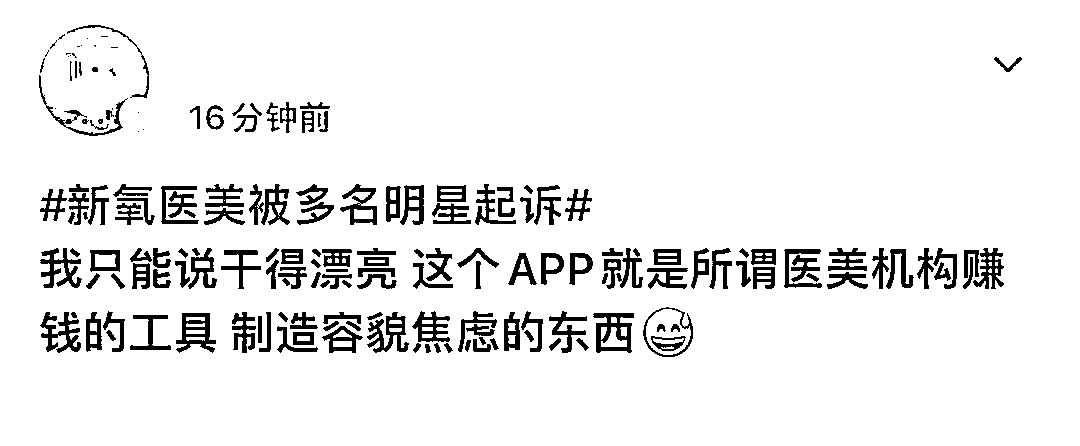 16分钟前
#新氧医美被多名明星起诉#
我只能说干得漂亮 这个APP就是所谓医美机构赚
钱的工具 制造容貌焦虑的东西😅